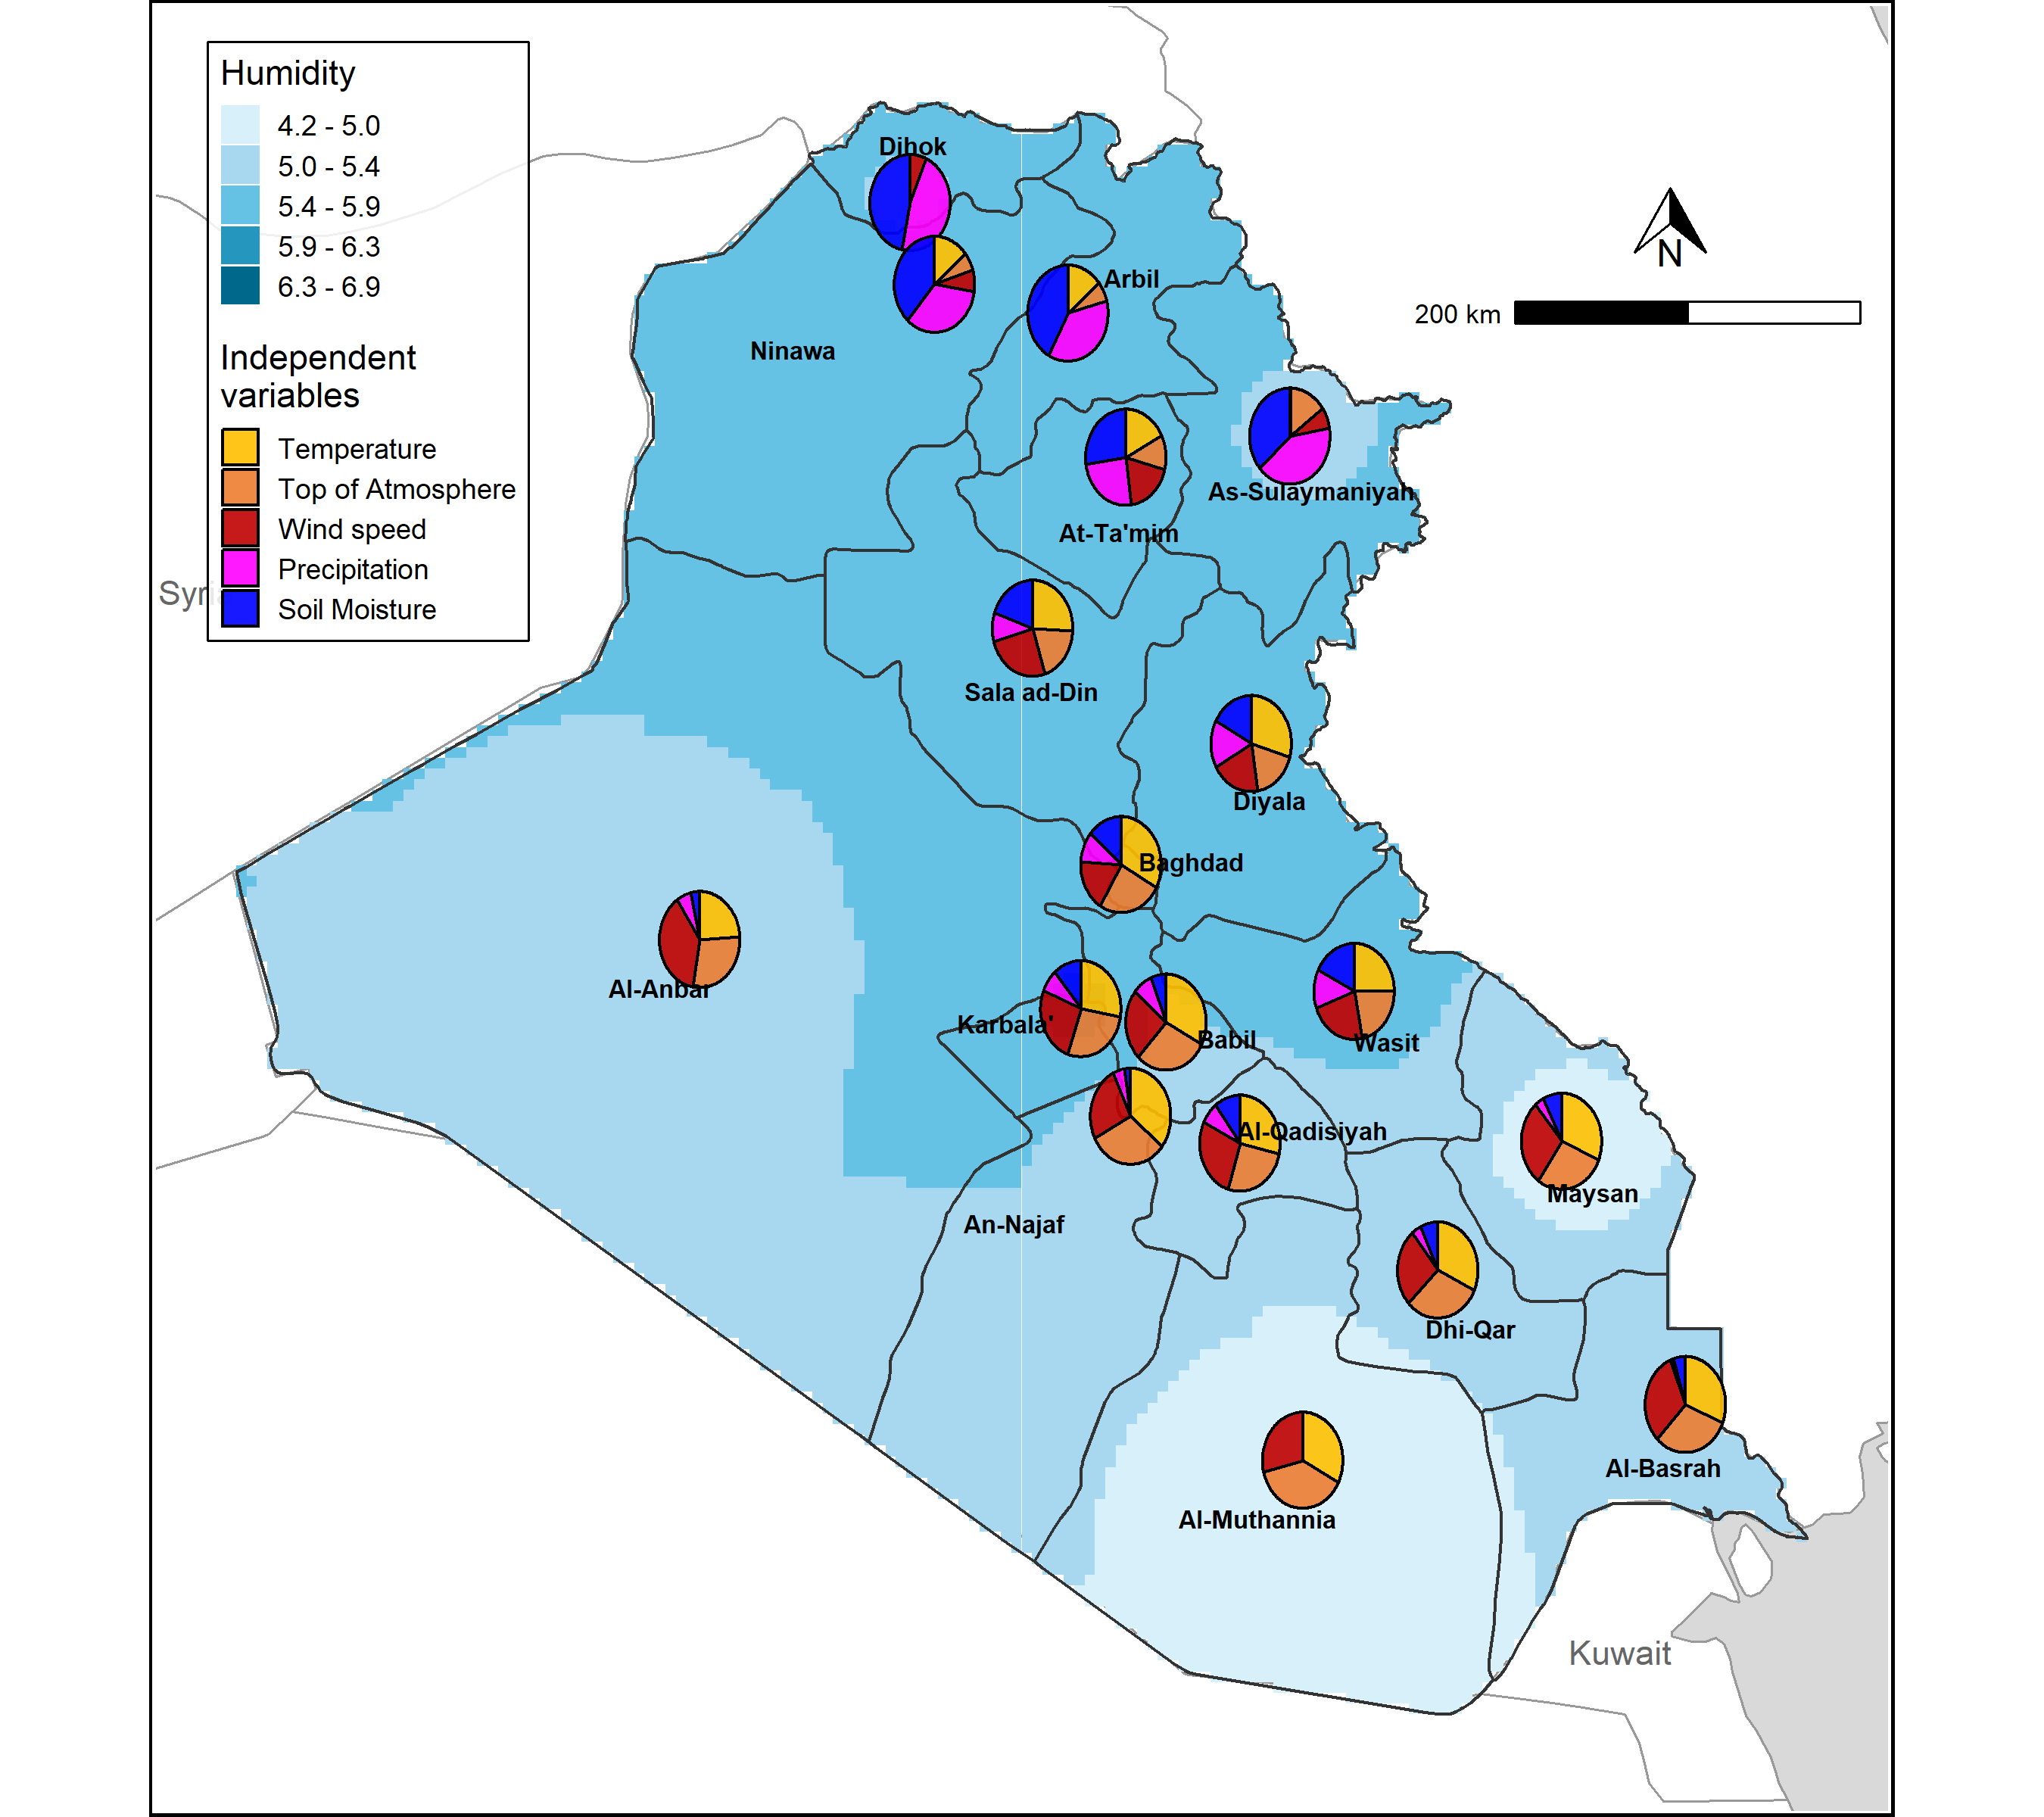 Humidity
4.2 - 5.0
5.0 - 5.4
5.4 - 5.9
5.9 - 6.3
6.3 - 6.9
Independent
variables
Temperature
Top of Atmosphere
Wind speed
Precipitation
Soil Moisture
Syria
Dihok
Arbil
Ninawa
N
200 km
As-Sulaymaniyah
At-Ta'mim
Sala ad-Din
Diyala
Baghdad
Al-Anbar
Karbala'
Babil
Wasit
Al-Qadisiyah
Maysan
An-Najaf
Dhi-Qar
Al-Basrah
Al-Muthannia
Kuwait